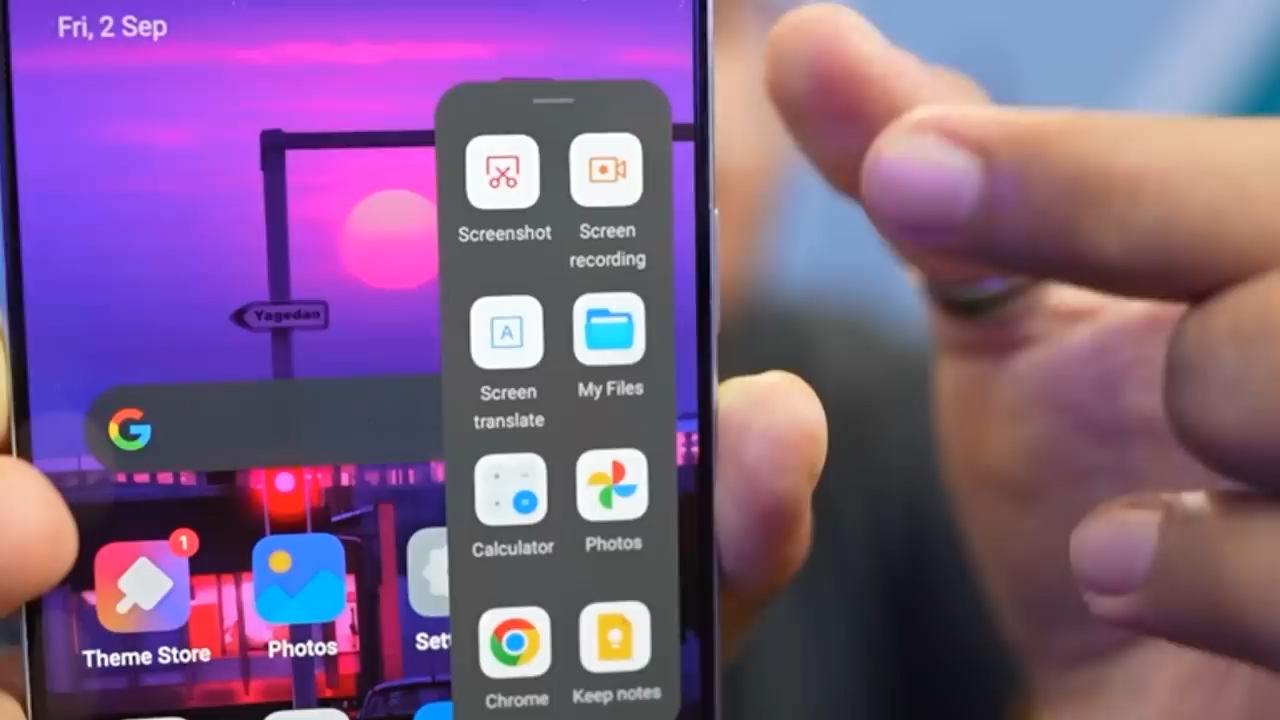 Fri, 2 Sep
Screenshot
Screen
recording
Yagedan
A
Screen
translate
My Files
Calculator
Photos
1
Theme Store
Photos
Sett
Chrome
Keep notes